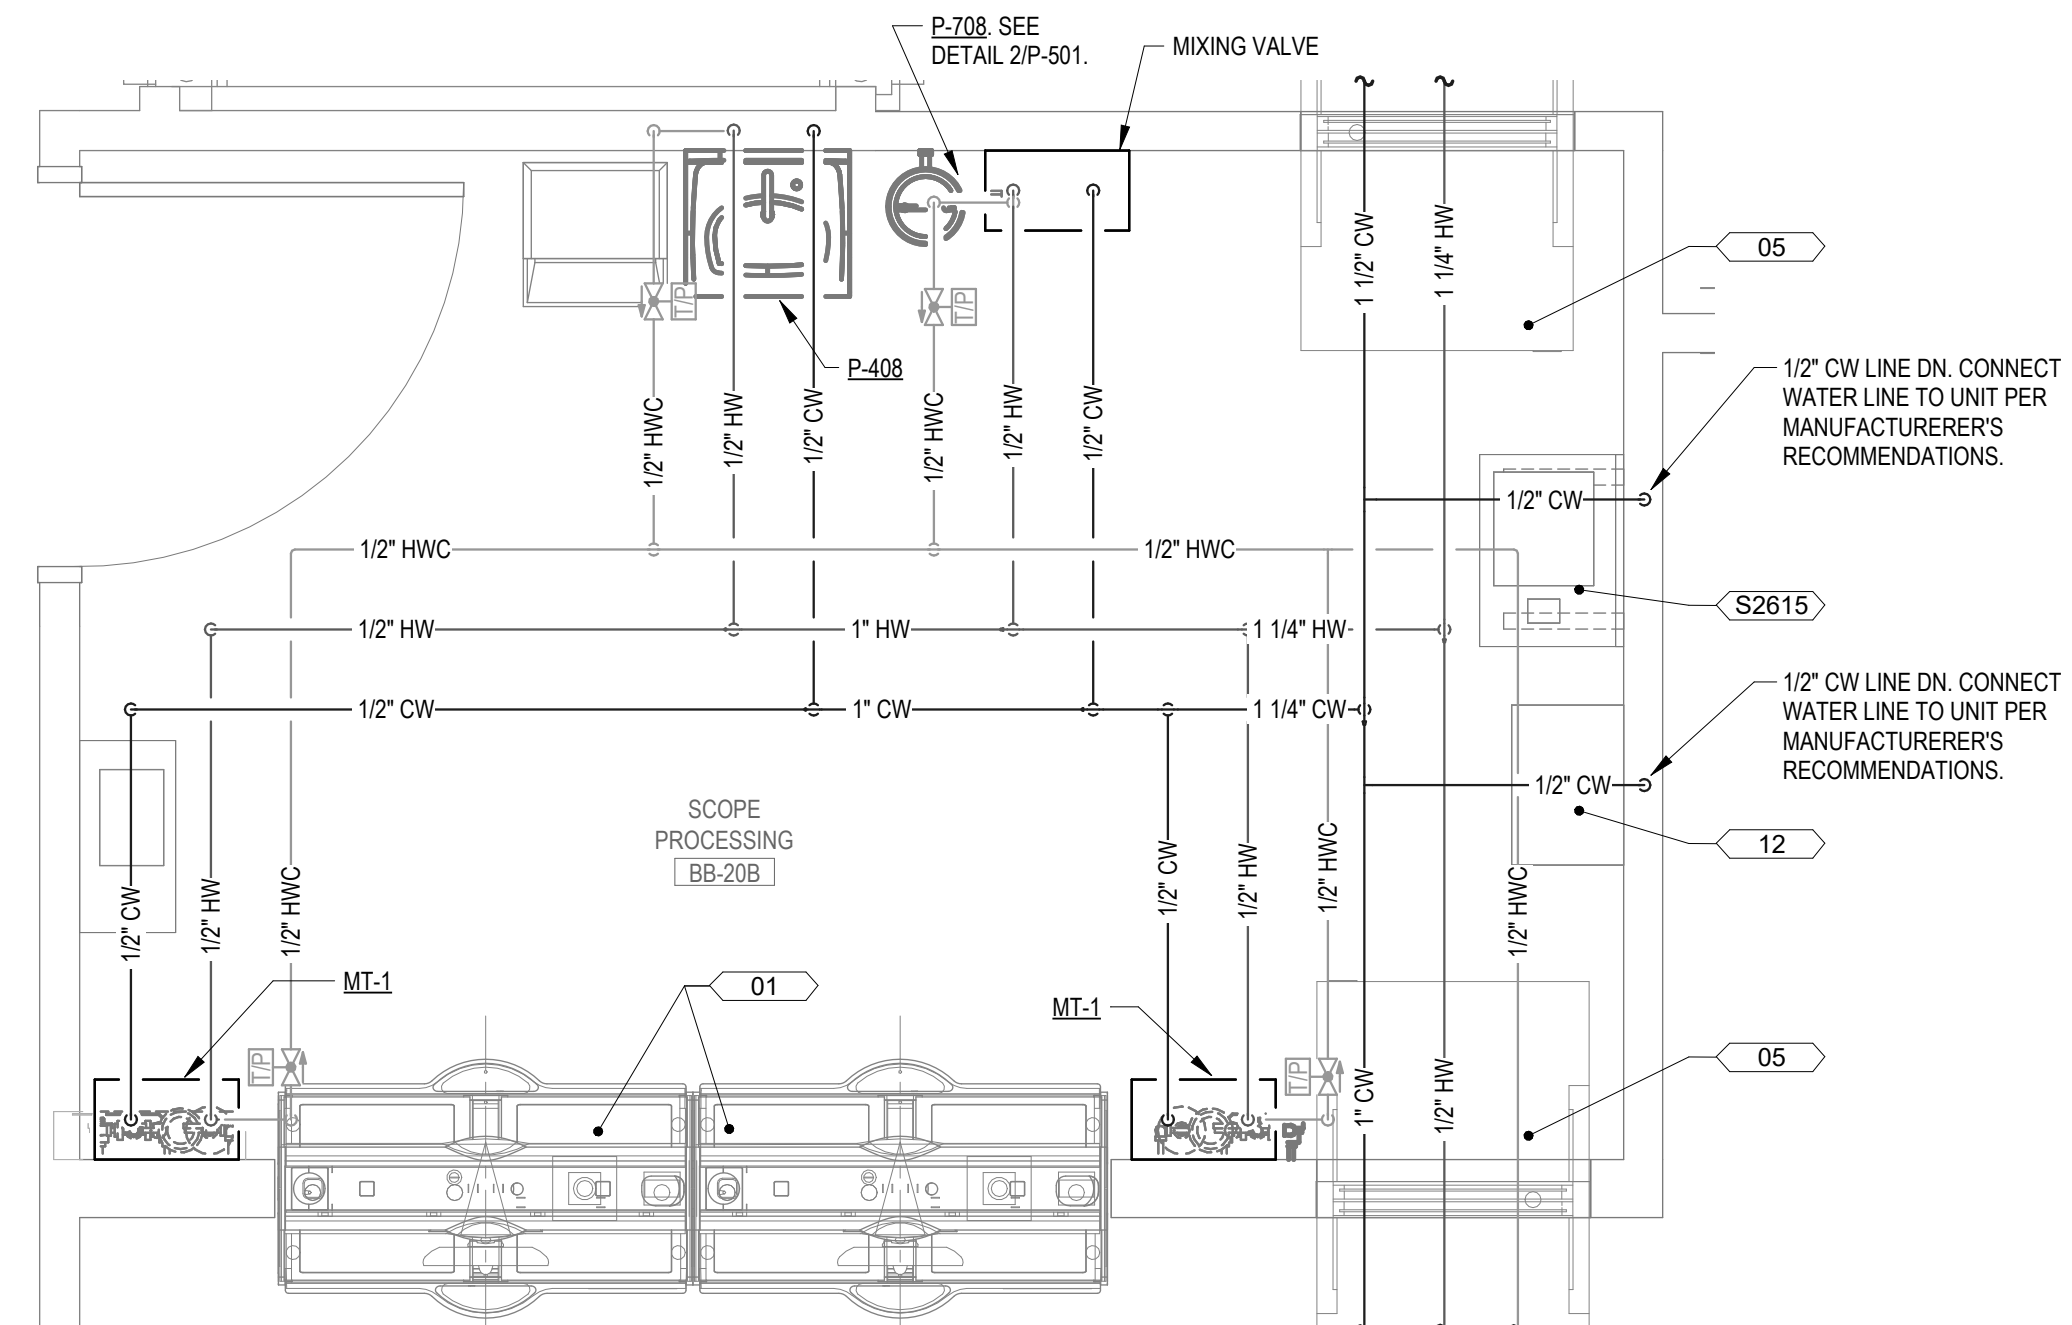 P-708. SEE
DETAIL 2/P-501.
MIXING VALVE
1 1/2" CW
1 1/4" HW
05
T/P
T/P
P-408
1/2" CW LINE DN. CONNECT
WATER LINE TO UNIT PER
MANUFACTURERER'S
RECOMMENDATIONS.
1/2" HWC
1/2" HW
1/2" CW
1/2" HWC
1/2" HW
1/2" CW
1/2" CW
1/2" HWC
1/2" HWC
S2615
1/2" HW
1" HW
1 1/4" HW
1/2" CW
1" CW
1 1/4" CW
1/2" CW LINE DN. CONNECT
WATER LINE TO UNIT PER
MANUFACTURERER'S
RECOMMENDATIONS.
1/2" CW
SCOPE
PROCESSING
BB-20B
12
1/2" CW
1/2" HW
1/2" HWC
1/2" CW
1/2" HW
1/2" HWC
1/2" HWC
MT-1
01
MT-1
T/P
T/P
1" CW
1/2" HW
05